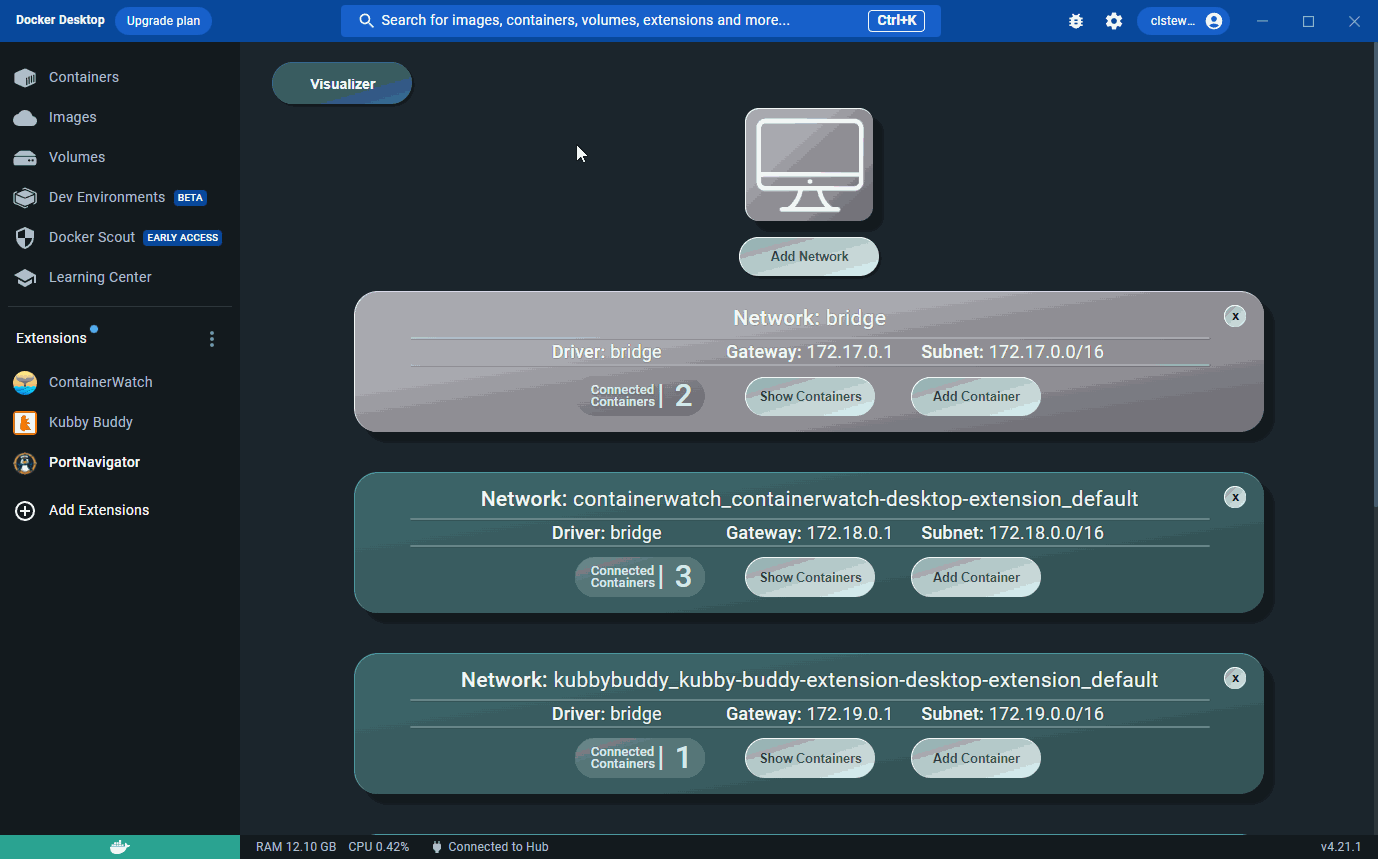 Docker Desktop Upgrade plan Search for images, containers, volumes, extensions and more... Ctrl+K clstew...
Containers
Images
Volumes
Dev Environments BETA
Docker Scout EARLY ACCESS
Learning Center
Extensions
ContainerWatch
Kubby Buddy
PortNavigator
Add Extensions
Visualizer
Add Network
Network: bridge x
Driver: bridge Gateway: 172.17.0.1 Subnet: 172.17.0.0/16
Connected
Containers | 2 Show Containers Add Container
Network: containerwatch_containerwatch-desktop-extension_default x
Driver: bridge Gateway: 172.18.0.1 Subnet: 172.18.0.0/16
Connected
Containers | 3 Show Containers Add Container
Network: kubbybuddy_kubby-buddy-extension-desktop-extension_default x
Driver: bridge Gateway: 172.19.0.1 Subnet: 172.19.0.0/16
Connected
Containers | 1 Show Containers Add Container
RAM 12.10 GB CPU 0.42% Connected to Hub v4.21.1